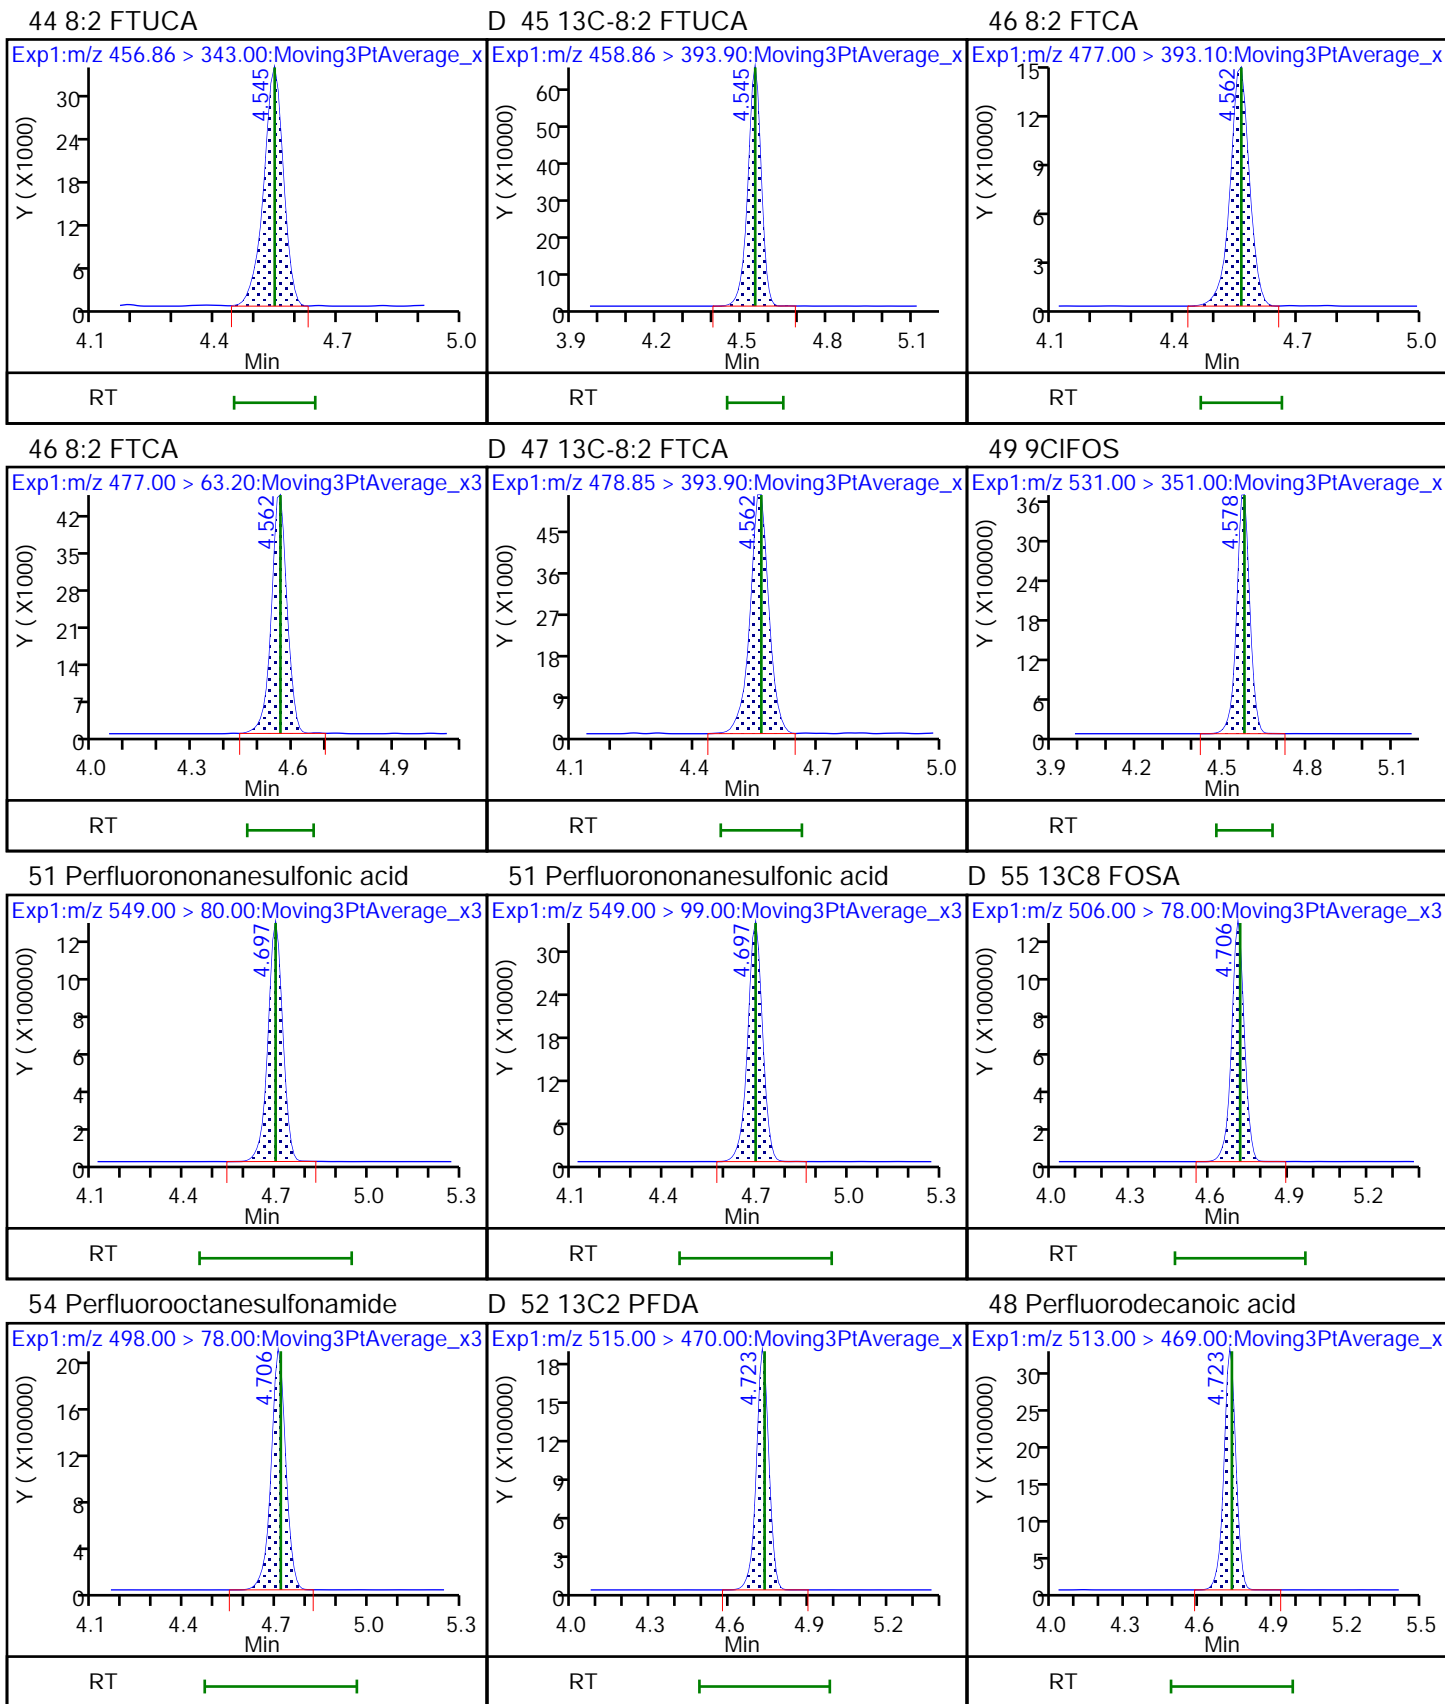 44 8:2 FTUCA
Exp1:m/z 456.86 > 343.00:Moving3PtAverage_x
4.545
Y ( X10000)
30
24
18
12
6
0
4.1 4.4 4.7 5.0
Min
RT
D 45 13C-8:2 FTUCA
Exp1:m/z 458.86 > 393.90:Moving3PtAverage_x
4.545
Y ( X10000)
60
50
40
30
20
10
0
3.9 4.2 4.5 4.8 5.1
Min
RT
46 8:2 FTCA
Exp1:m/z 477.00 > 393.10:Moving3PtAverage_x
4.562
Y ( X10000)
15
12
9
6
3
0
4.1 4.4 4.7 5.0
Min
RT
46 8:2 FTCA
Exp1:m/z 477.00 > 63.20:Moving3PtAverage_x3
4.562
Y ( X1000)
42
35
28
21
14
7
0
4.0 4.3 4.6 4.9
Min
RT
D 47 13C-8:2 FTCA
Exp1:m/z 478.85 > 393.90:Moving3PtAverage_x
4.562
Y ( X1000)
45
36
27
18
9
0
4.1 4.4 4.7 5.0
Min
RT
49 9ClFOS
Exp1:m/z 531.00 > 351.00:Moving3PtAverage_x
4.578
Y ( X100000)
36
30
24
18
12
6
0
3.9 4.2 4.5 4.8 5.1
Min
RT
51 Perfluorononanesulfonic acid
Exp1:m/z 549.00 > 80.00:Moving3PtAverage_x3
4.697
Y ( X100000)
12
10
8
6
4
2
0
4.1 4.4 4.7 5.0 5.3
Min
RT
51 Perfluorononanesulfonic acid
Exp1:m/z 549.00 > 99.00:Moving3PtAverage_x3
4.697
Y ( X10000)
30
24
18
12
6
0
4.1 4.4 4.7 5.0 5.3
Min
RT
D 55 13C8 FOSA
Exp1:m/z 506.00 > 78.00:Moving3PtAverage_x3
4.706
Y ( X100000)
12
10
8
6
4
2
0
4.0 4.3 4.6 4.9 5.2
Min
RT
54 Perfluorooctanesulfonamide
Exp1:m/z 498.00 > 78.00:Moving3PtAverage_x3
4.706
Y ( X100000)
20
16
12
8
4
0
4.1 4.4 4.7 5.0 5.3
Min
RT
D 52 13C2 PFDA
Exp1:m/z 515.00 > 470.00:Moving3PtAverage_x
4.723
Y ( X100000)
18
15
12
9
6
3
0
4.0 4.3 4.6 4.9 5.2
Min
RT
48 Perfluorodecanoic acid
Exp1:m/z 513.00 > 469.00:Moving3PtAverage_x
4.723
Y ( X100000)
30
25
20
15
10
5
0
4.0 4.3 4.6 4.9 5.2 5.5
Min
RT